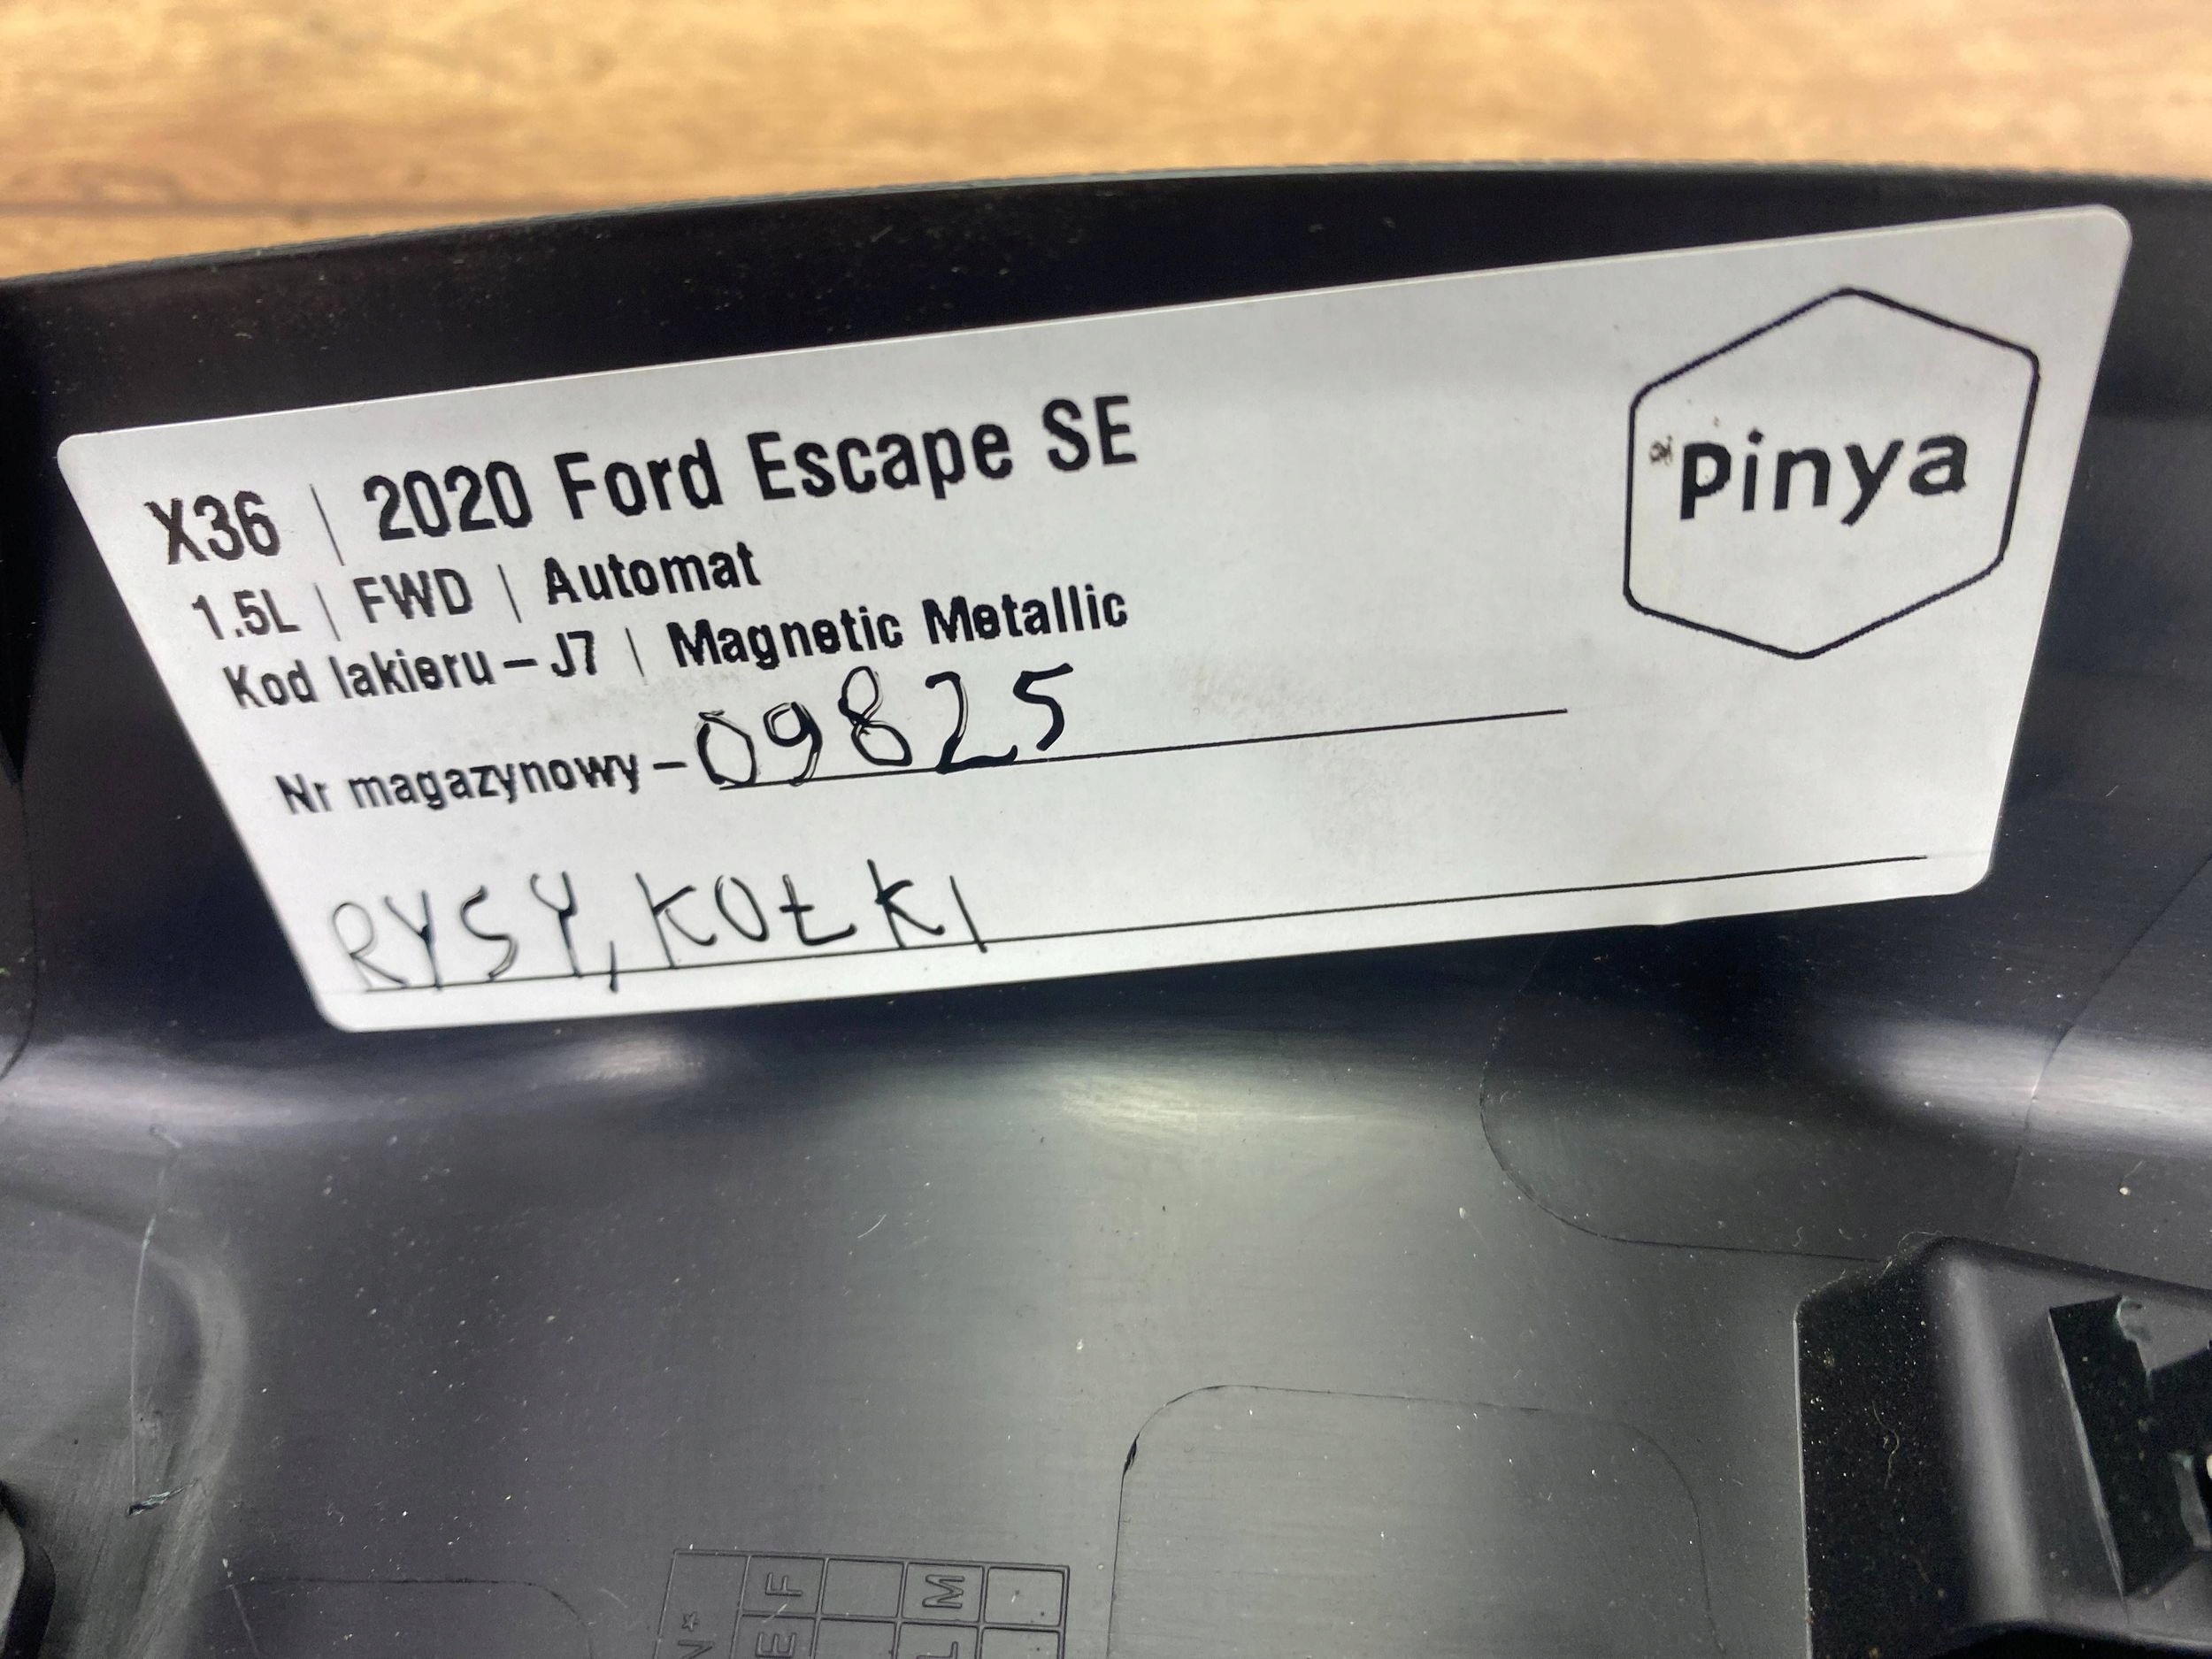 X36 | 2020 Ford Escape SE
1.5L | FWD | Automat
Kod lakieru – J7 | Magnetic Metallic
Nr magazynowy – 09825
RYSY, KOŁKI
pinya
F
M
N*
E
L